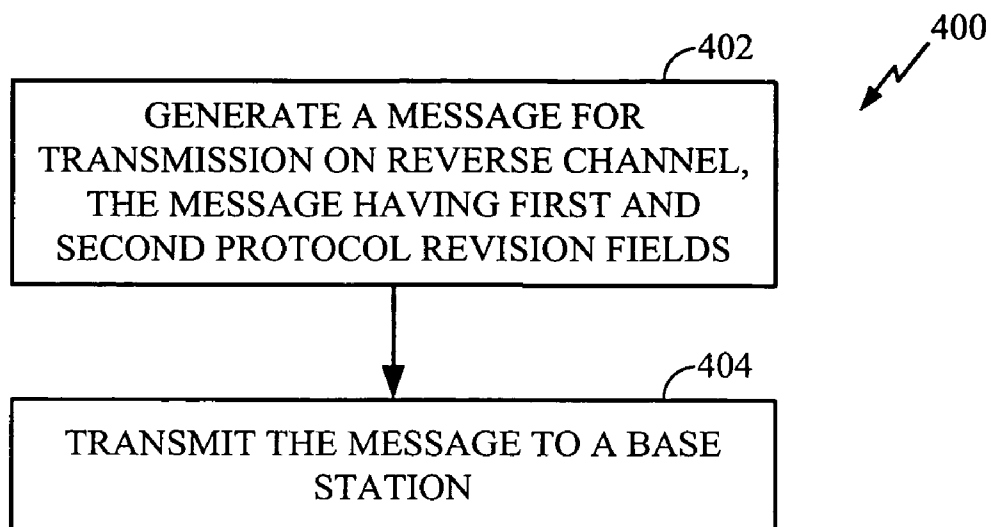 400
402
GENERATE A MESSAGE FOR
TRANSMISSION ON REVERSE CHANNEL,
THE MESSAGE HAVING FIRST AND
SECOND PROTOCOL REVISION FIELDS
404
TRANSMIT THE MESSAGE TO A BASE
STATION